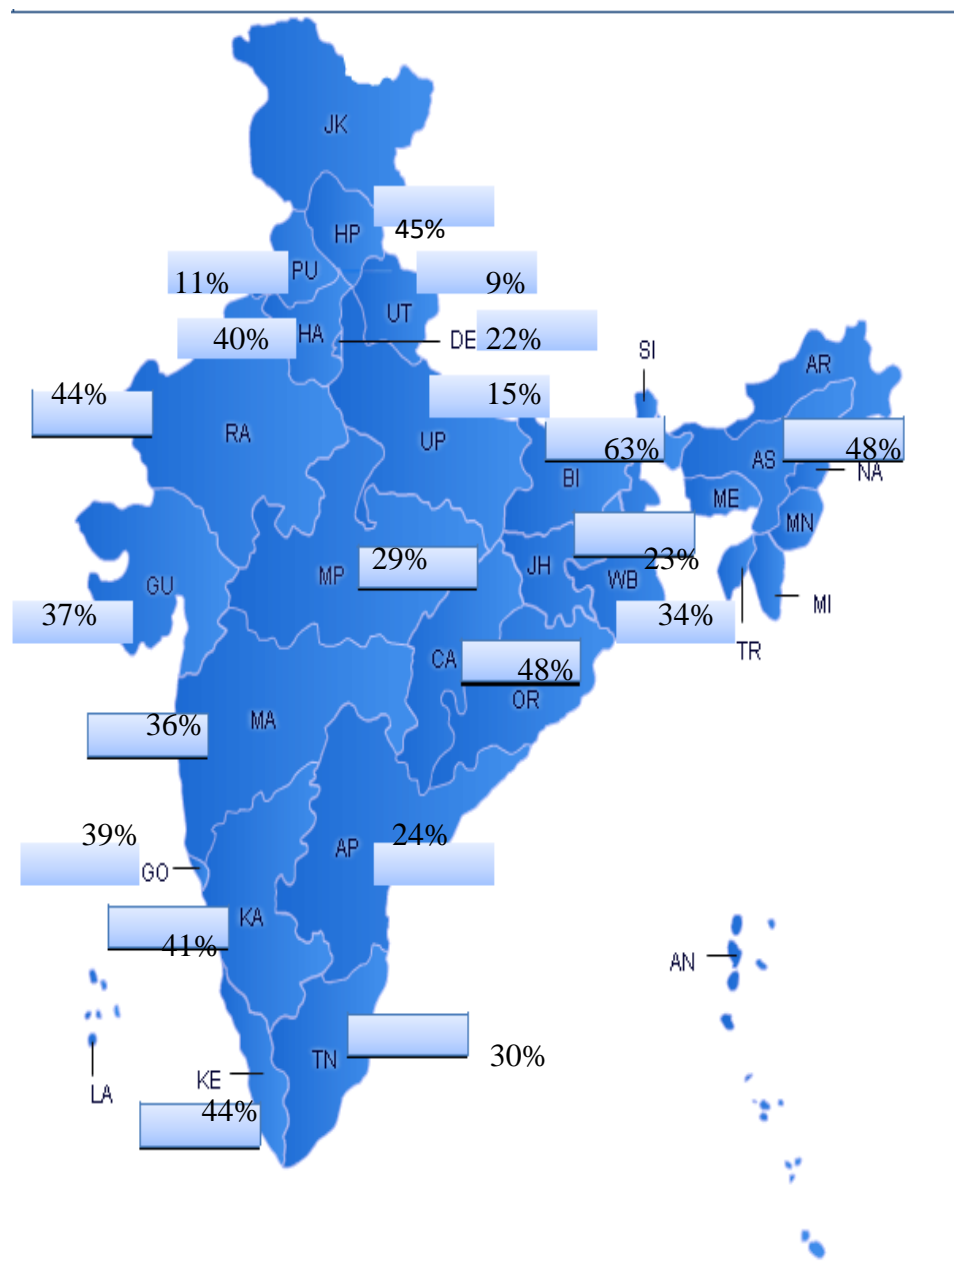 JK
HP
45%
PU
11%
9%
UT
HA
40%
DE
22%
SI
AR
44%
15%
RA
UP
63%
BI
AS
48%
NA
ME
MN
MP
29%
JH
23%
WB
GU
37%
34%
MI
TR
CA
48%
OR
MA
36%
39%
GO
AP
24%
KA
41%
AN
TN
30%
LA
KE
44%